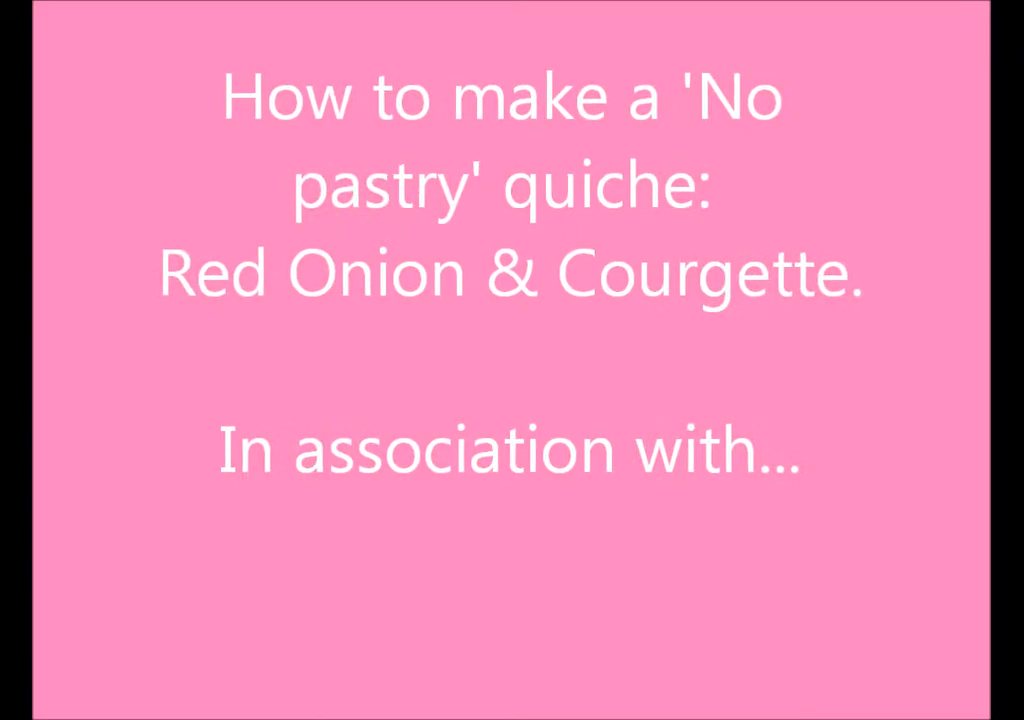 How to make a 'No
pastry' quiche:
Red Onion & Courgette.
In association with...